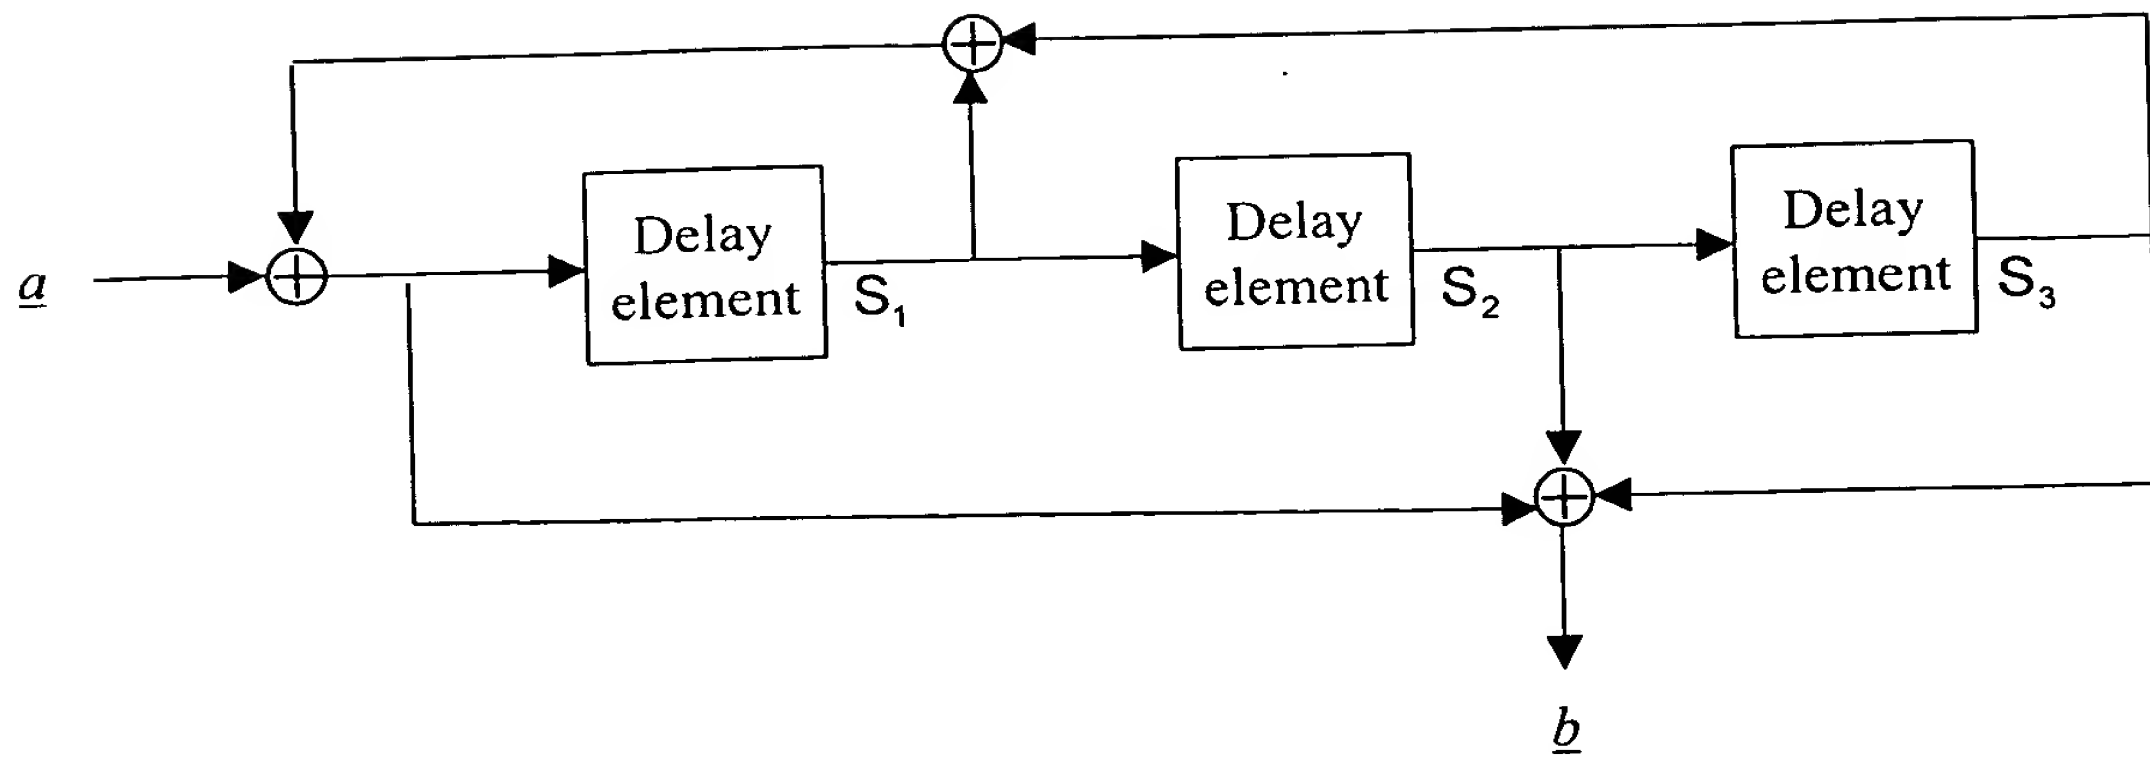 a
Delay
element
S₁
Delay
element
S₂
Delay
element
S₃
b